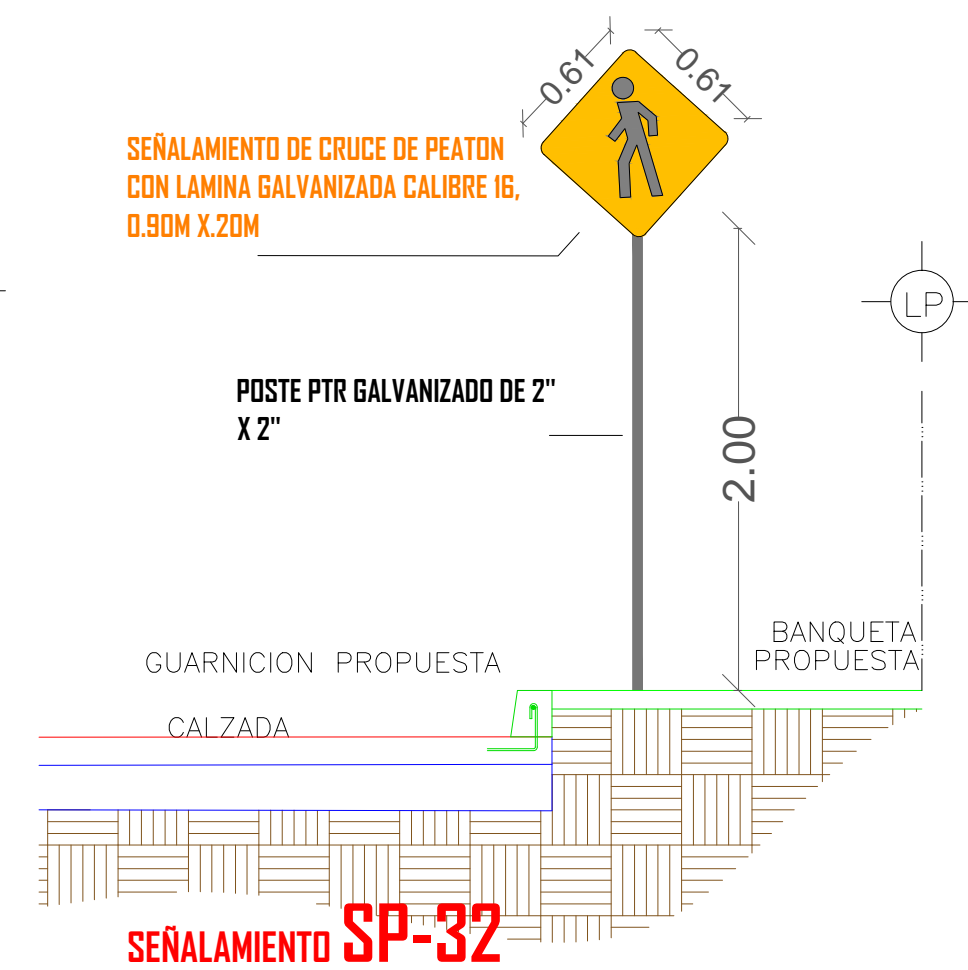 0.61
0.61
SEÑALAMIENTO DE CRUCE DE PEATON
CON LAMINA GALVANIZADA CALIBRE 16,
0.90M X.20M
LP
POSTE PTR GALVANIZADO DE 2"
X 2"
2.00
BANQUETA
PROPUESTA
GUARNICION PROPUESTA
CALZADA
SEÑALAMIENTO SP-32